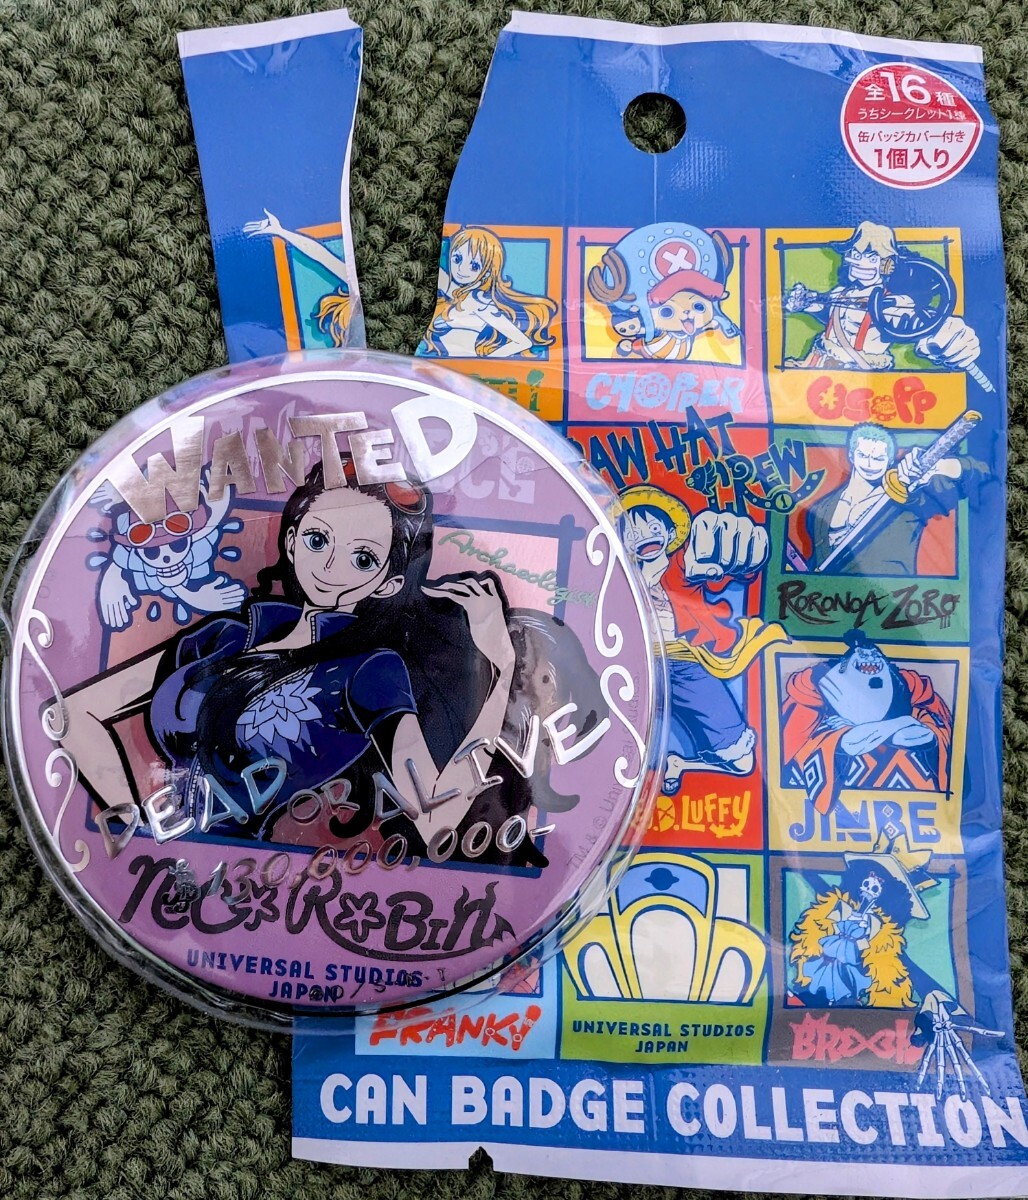 全16種
うちシークレット1種
缶バッジカバー付き
1個入り
CHOPPER
USOPP
STRAW HAT
CREW
RORONOA ZORO
D. LUFFY
JINBE
FRANKY
UNIVERSAL STUDIOS
JAPAN
BROOK
CAN BADGE COLLECTION
WANTED
Archaeologist
DEAD OR ALIVE
130,000,000-
NICO ROBIN
UNIVERSAL STUDIOS
JAPAN